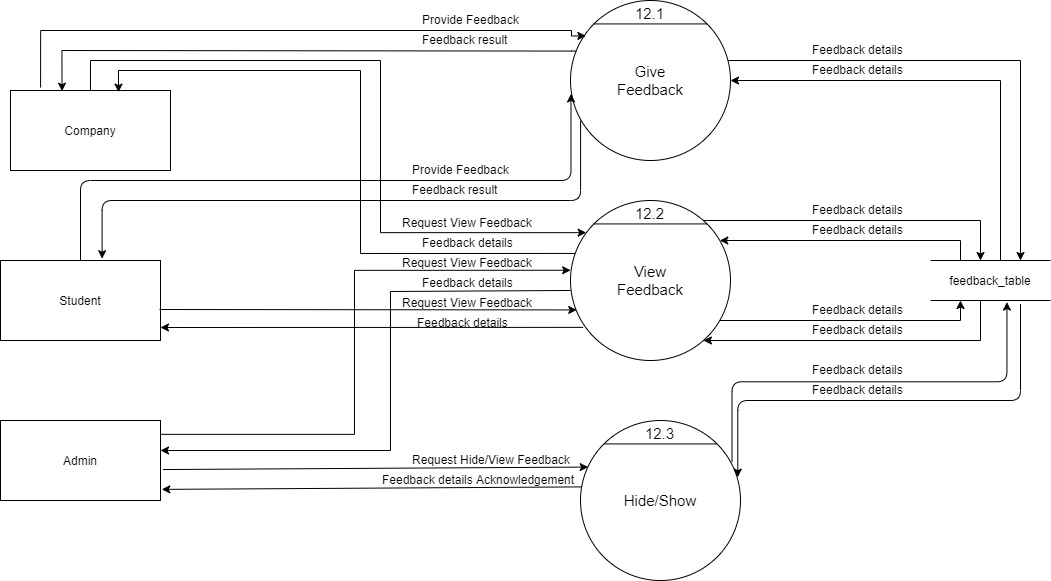 Provide Feedback
12.1
Feedback result
Feedback details
Feedback details
Give
Feedback
Company
Provide Feedback
Feedback result
Request View Feedback
12.2
Feedback details
Feedback details
Feedback details
Request View Feedback
View
Feedback
Feedback details
feedback_table
Student
Request View Feedback
Feedback details
Feedback details
Feedback details
Feedback details
Feedback details
12.3
Admin
Request Hide/View Feedback
Feedback details Acknowledgement
Hide/Show